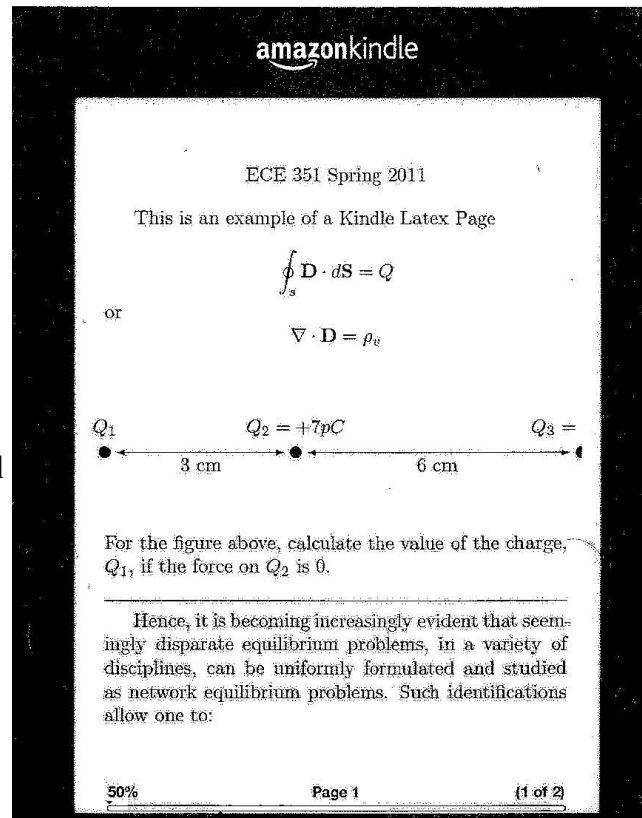 amazonkindle
ECE 351 Spring 2011
This is an example of a Kindle Latex Page
∮ₛ D · dS = Q
or
∇ · D = ρᵥ
Q₁ Q₂ = +7pC Q₃ =
3 cm 6 cm
For the figure above, calculate the value of the charge,
Q₁, if the force on Q₂ is 0.
Hence, it is becoming increasingly evident that seem-
ingly disparate equilibrium problems, in a variety of
disciplines, can be uniformly formulated and studied
as network equilibrium problems. Such identifications
allow one to:
50% Page 1 (1 of 2)